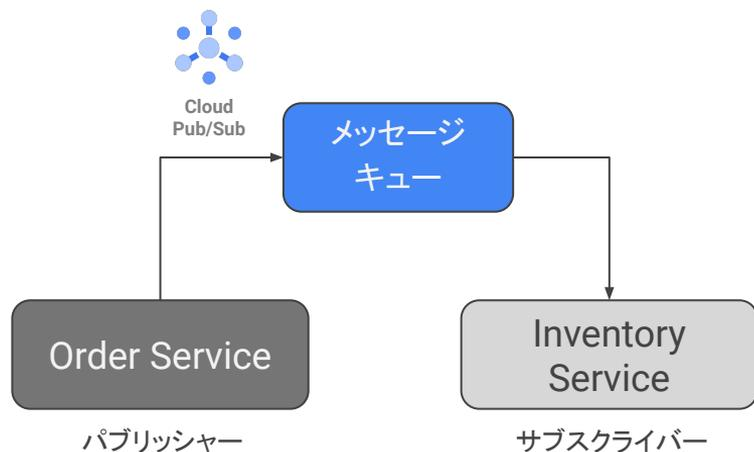 Cloud
Pub/Sub
メッセージ
キュー
Order Service
Inventory
Service
パブリッシャー
サブスクライバー